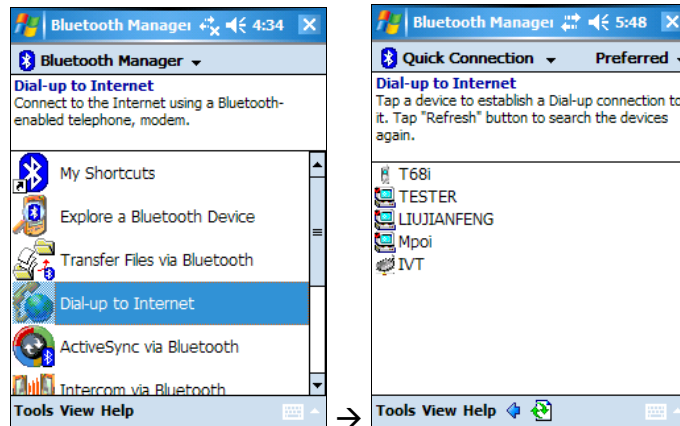 Bluetooth Manager 4:34
Bluetooth Manager
Dial-up to Internet
Connect to the Internet using a Bluetooth-
enabled telephone, modem.
My Shortcuts
Explore a Bluetooth Device
Transfer Files via Bluetooth
Dial-up to Internet
ActiveSync via Bluetooth
Intercom via Bluetooth
Tools View Help
→
Bluetooth Manager 5:48
Quick Connection Preferred
Dial-up to Internet
Tap a device to establish a Dial-up connection to
it. Tap "Refresh" button to search the devices
again.
T68i
TESTER
LIUJIANFENG
Mpoi
IVT
Tools View Help